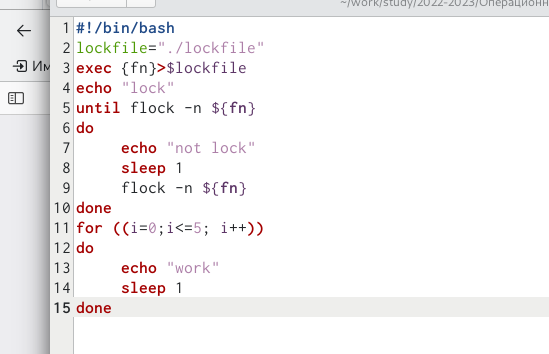 ~/work/study/2022-2023/Операционн
Им
1 #!/bin/bash
2 lockfile="./lockfile"
3 exec {fn}>$lockfile
4 echo "lock"
5 until flock -n ${fn}
6 do
7 echo "not lock"
8 sleep 1
9 flock -n ${fn}
10 done
11 for ((i=0;i<=5; i++))
12 do
13 echo "work"
14 sleep 1
15 done